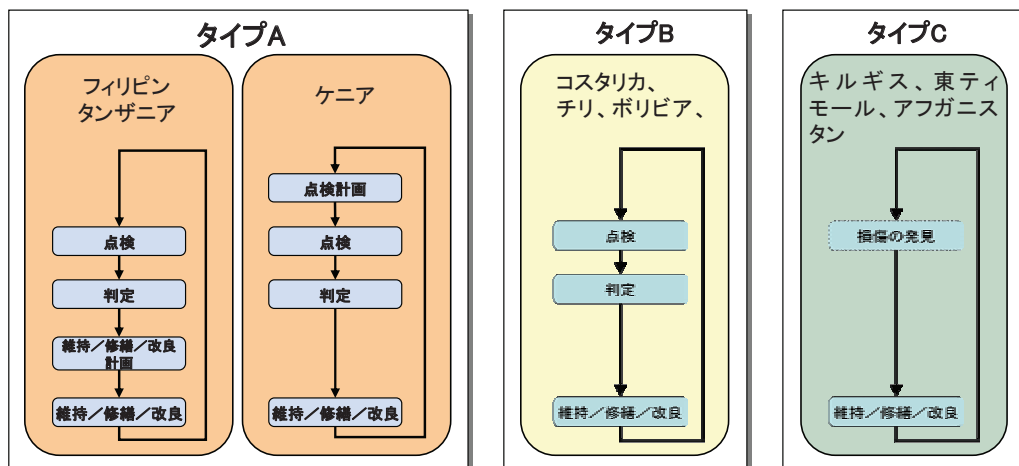 タイプA
フィリピン
タンザニア
点検
判定
維持／修繕／改良
計画
維持／修繕／改良
ケニア
点検計画
点検
判定
維持／修繕／改良
タイプB
コスタリカ、
チリ、ボリビア、
点検
判定
維持／修繕／改良
タイプC
キルギス、東ティ
モール、アフガニス
タン
損傷の発見
維持／修繕／改良